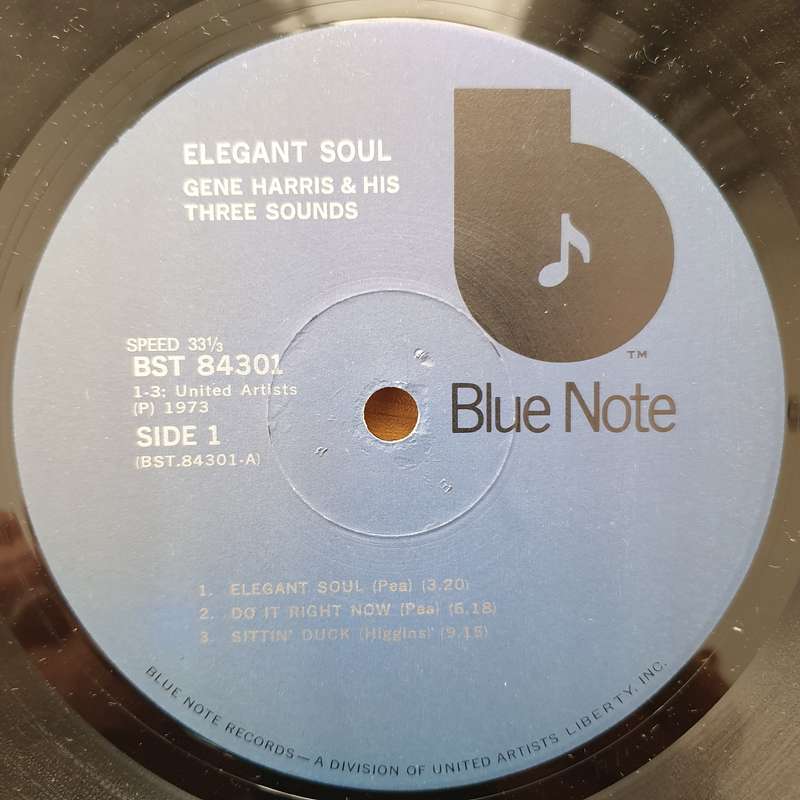 ELEGANT SOUL
GENE HARRIS & HIS
THREE SOUNDS
SPEED 33⅓
BST 84301
1-3: United Artists
(P) 1973
SIDE 1
(BST.84301-A)
TM
Blue Note
1. ELEGANT SOUL (Pea) (3.20)
2. DO IT RIGHT NOW (Pea) (6.18)
3. SITTIN' DUCK (Higgins) (9.15)
BLUE NOTE RECORDS—A DIVISION OF UNITED ARTISTS LIBERTY, INC.